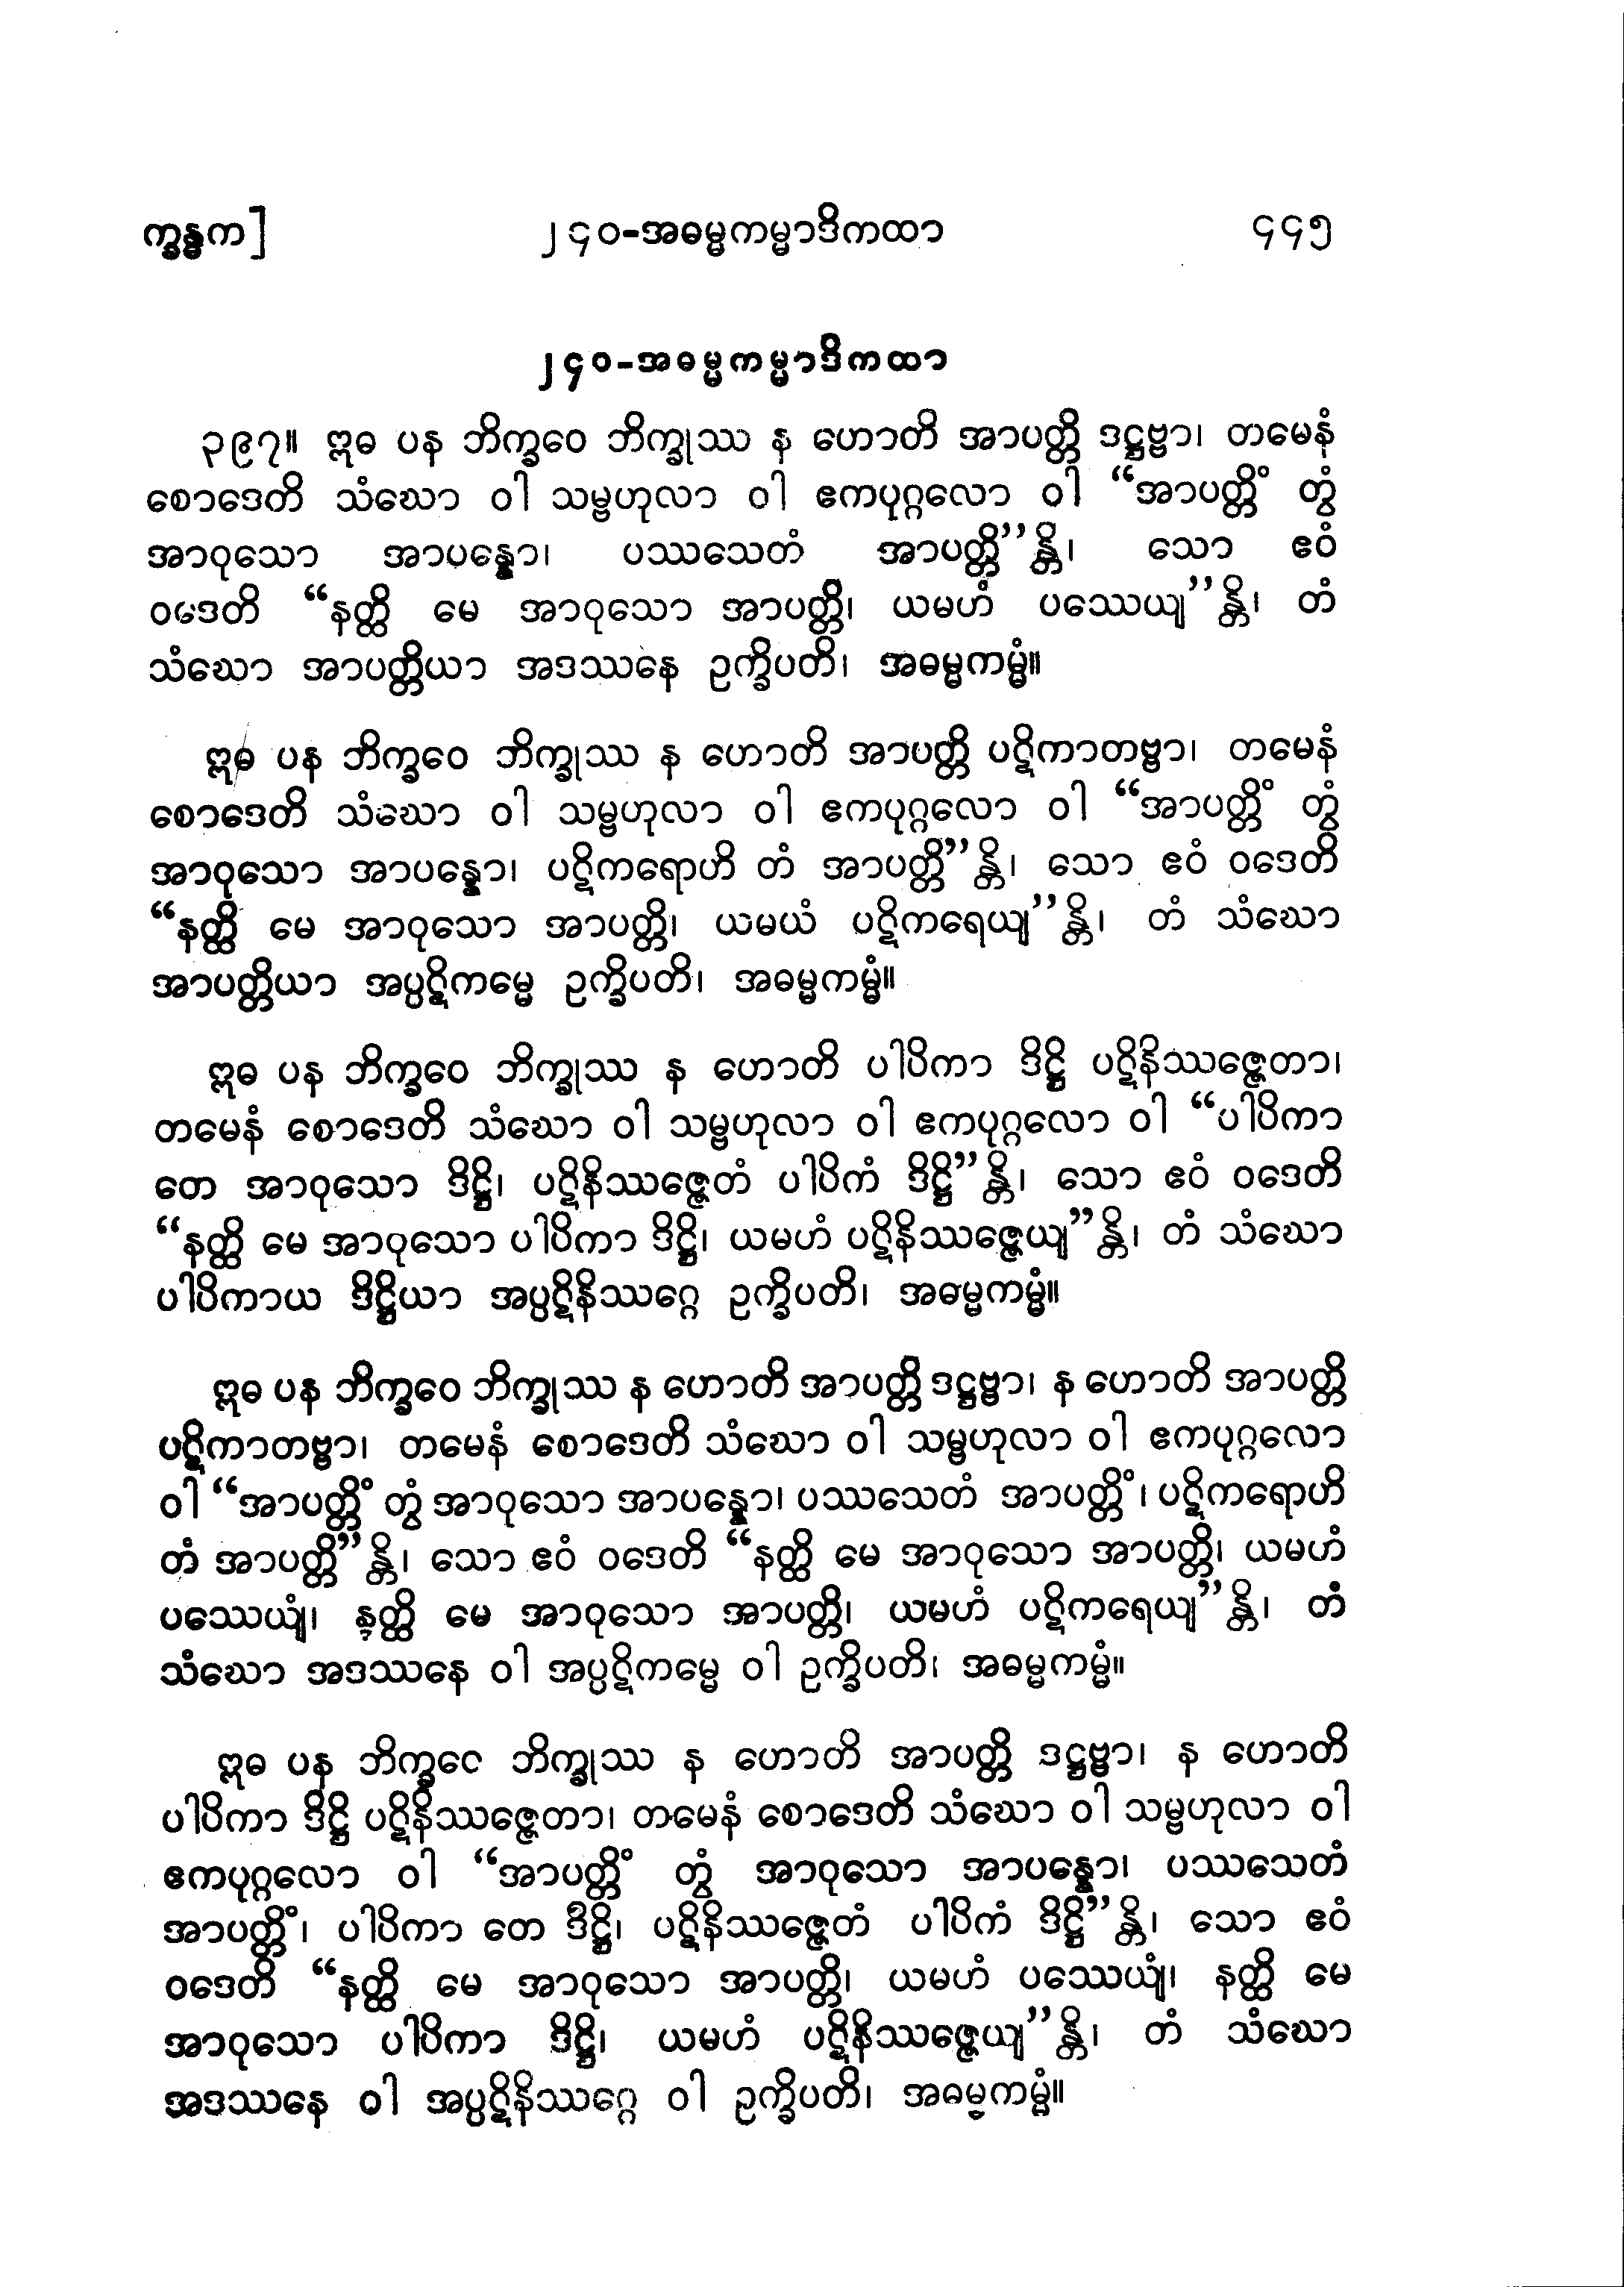 က္ခန္ဓက]
၂၄၀-အဓမ္မကမ္မာဒိကထာ
၄၄၅
၂၄၀-အဓမ္မကမ္မာဒိကထာ
၃၉၇။ ဣဓ ပန ဘိက္ခဝေ ဘိက္ခုဿ န ဟောတိ အာပတ္တိ ဒဋ္ဌဗ္ဗာ၊ တမေနံ
စောဒေတိ သံဃော ဝါ သမ္ဗဟုလာ ဝါ ဧကပုဂ္ဂလော ဝါ “အာပတ္တိံ တွံ
အာဝုသော အာပန္နော၊ ပဿသေတံ အာပတ္တိ”န္တိ၊ သော ဧဝံ
ဝဒေတိ “နတ္ထိ မေ အာဝုသော အာပတ္တိ၊ ယမဟံ ပဿေယျ”န္တိ၊ တံ
သံဃော အာပတ္တိယာ အဒဿနေ ဥက္ခိပတိ၊ အဓမ္မကမ္မံ။
ဣဓ ပန ဘိက္ခဝေ ဘိက္ခုဿ န ဟောတိ အာပတ္တိ ပဋိကာတဗ္ဗာ၊ တမေနံ
စောဒေတိ သံဃော ဝါ သမ္ဗဟုလာ ဝါ ဧကပုဂ္ဂလော ဝါ “အာပတ္တိံ တွံ
အာဝုသော အာပန္နော၊ ပဋိကရောဟိ တံ အာပတ္တိ”န္တိ၊ သော ဧဝံ ဝဒေတိ
“နတ္ထိ မေ အာဝုသော အာပတ္တိ၊ ယမယံ ပဋိကရေယျ”န္တိ၊ တံ သံဃော
အာပတ္တိယာ အပ္ပဋိကမ္မေ ဥက္ခိပတိ၊ အဓမ္မကမ္မံ။
ဣဓ ပန ဘိက္ခဝေ ဘိက္ခုဿ န ဟောတိ ပါပိကာ ဒိဋ္ဌိ ပဋိနိဿဇ္ဇေတာ၊
တမေနံ စောဒေတိ သံဃော ဝါ သမ္ဗဟုလာ ဝါ ဧကပုဂ္ဂလော ဝါ “ပါပိကာ
တေ အာဝုသော ဒိဋ္ဌိ၊ ပဋိနိဿဇ္ဇေတံ ပါပိကံ ဒိဋ္ဌိ”န္တိ၊ သော ဧဝံ ဝဒေတိ
“နတ္ထိ မေ အာဝုသော ပါပိကာ ဒိဋ္ဌိ၊ ယမဟံ ပဋိနိဿဇ္ဇေယျ”န္တိ၊ တံ သံဃော
ပါပိကာယ ဒိဋ္ဌိယာ အပ္ပဋိနိဿဂ္ဂေ ဥက္ခိပတိ၊ အဓမ္မကမ္မံ။
ဣဓ ပန ဘိက္ခဝေ ဘိက္ခုဿ န ဟောတိ အာပတ္တိ ဒဋ္ဌဗ္ဗာ၊ န ဟောတိ အာပတ္တိ
ပဋိကာတဗ္ဗာ၊ တမေနံ စောဒေတိ သံဃော ဝါ သမ္ဗဟုလာ ဝါ ဧကပုဂ္ဂလော
ဝါ “အာပတ္တိံ တွံ အာဝုသော အာပန္နော၊ ပဿသေတံ အာပတ္တိံ၊ ပဋိကရောဟိ
တံ အာပတ္တိ”န္တိ၊ သော ဧဝံ ဝဒေတိ “နတ္ထိ မေ အာဝုသော အာပတ္တိ၊ ယမဟံ
ပဿေယျံ၊ နတ္ထိ မေ အာဝုသော အာပတ္တိ၊ ယမဟံ ပဋိကရေယျ”န္တိ၊ တံ
သံဃော အဒဿနေ ဝါ အပ္ပဋိကမ္မေ ဝါ ဥက္ခိပတိ၊ အဓမ္မကမ္မံ။
ဣဓ ပန ဘိက္ခဝေ ဘိက္ခုဿ န ဟောတိ အာပတ္တိ ဒဋ္ဌဗ္ဗာ၊ န ဟောတိ
ပါပိကာ ဒိဋ္ဌိ ပဋိနိဿဇ္ဇေတာ၊ တမေနံ စောဒေတိ သံဃော ဝါ သမ္ဗဟုလာ ဝါ
ဧကပုဂ္ဂလော ဝါ “အာပတ္တိံ တွံ အာဝုသော အာပန္နော၊ ပဿသေတံ
အာပတ္တိံ၊ ပါပိကာ တေ ဒိဋ္ဌိ၊ ပဋိနိဿဇ္ဇေတံ ပါပိကံ ဒိဋ္ဌိ”န္တိ၊ သော ဧဝံ
ဝဒေတိ “နတ္ထိ မေ အာဝုသော အာပတ္တိ၊ ယမဟံ ပဿေယျံ၊ နတ္ထိ မေ
အာဝုသော ပါပိကာ ဒိဋ္ဌိ၊ ယမဟံ ပဋိနိဿဇ္ဇေယျ”န္တိ၊ တံ သံဃော
အဒဿနေ ဝါ အပ္ပဋိနိဿဂ္ဂေ ဝါ ဥက္ခိပတိ၊ အဓမ္မကမ္မံ။